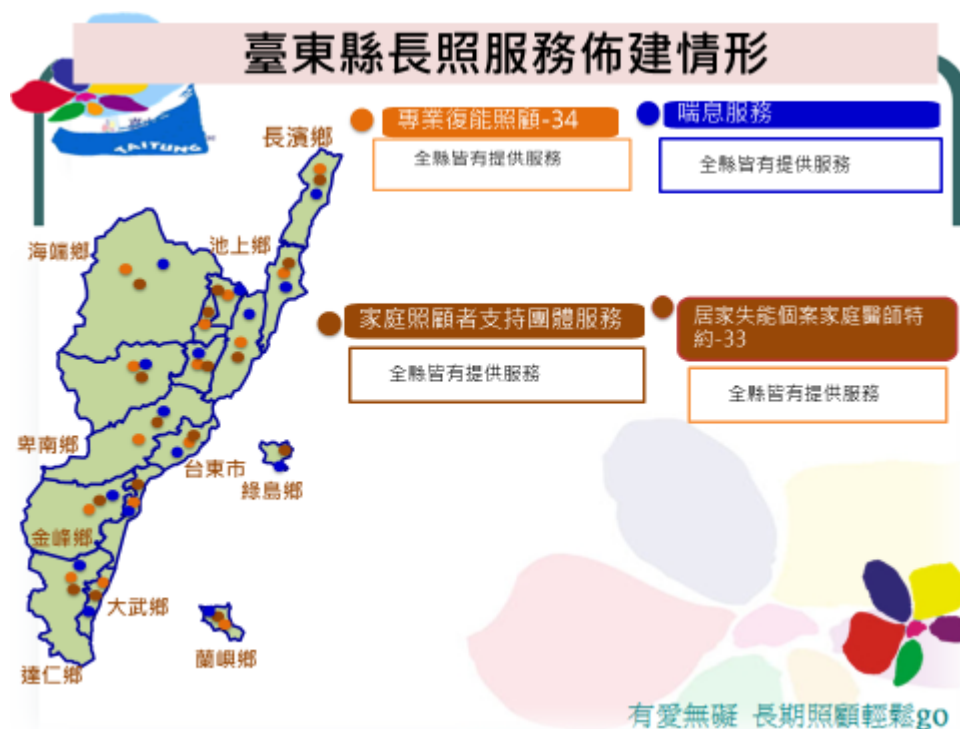 臺東縣長照服務佈建情形
TAITUNG
專業復能照顧-34
全縣皆有提供服務
喘息服務
全縣皆有提供服務
家庭照顧者支持團體服務
全縣皆有提供服務
居家失能個案家庭醫師特
約-33
全縣皆有提供服務
長濱鄉
池上鄉
海端鄉
卑南鄉
台東市
綠島鄉
金峰鄉
大武鄉
蘭嶼鄉
達仁鄉
有愛無礙 長期照顧輕鬆go